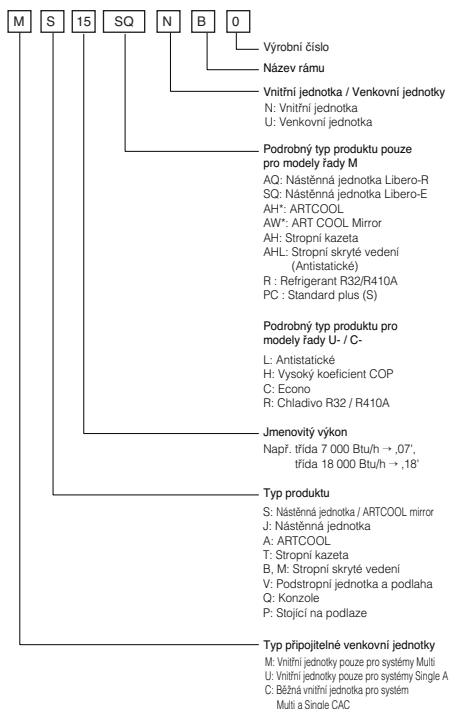 M S 15 SQ N B 0
Výrobní číslo
Název rámu
Vnitřní jednotka / Venkovní jednotky
N: Vnitřní jednotka
U: Venkovní jednotka
Podrobný typ produktu pouze
pro modely řady M
AQ: Nástěnná jednotka Libero-R
SQ: Nástěnná jednotka Libero-E
AH*: ARTCOOL
AW*: ART COOL Mirror
AH: Stropní kazeta
AHL: Stropní skryté vedení
(Antistatické)
R : Refrigerant R32/R410A
PC : Standard plus (S)
Podrobný typ produktu pro
modely řady U- / C-
L: Antistatické
H: Vysoký koeficient COP
C: Econo
R: Chladivo R32 / R410A
Jmenovitý výkon
Např. třída 7 000 Btu/h → ‚07’,
třída 18 000 Btu/h → ‚18’
Typ produktu
S: Nástěnná jednotka / ARTCOOL mirror
J: Nástěnná jednotka
A: ARTCOOL
T: Stropní kazeta
B, M: Stropní skryté vedení
V: Podstropní jednotka a podlaha
Q: Konzole
P: Stojící na podlaze
Typ připojitelné venkovní jednotky
M: Vnitřní jednotky pouze pro systémy Multi
U: Vnitřní jednotky pouze pro systémy Single A
C: Běžná vnitřní jednotka pro systém
Multi a Single CAC